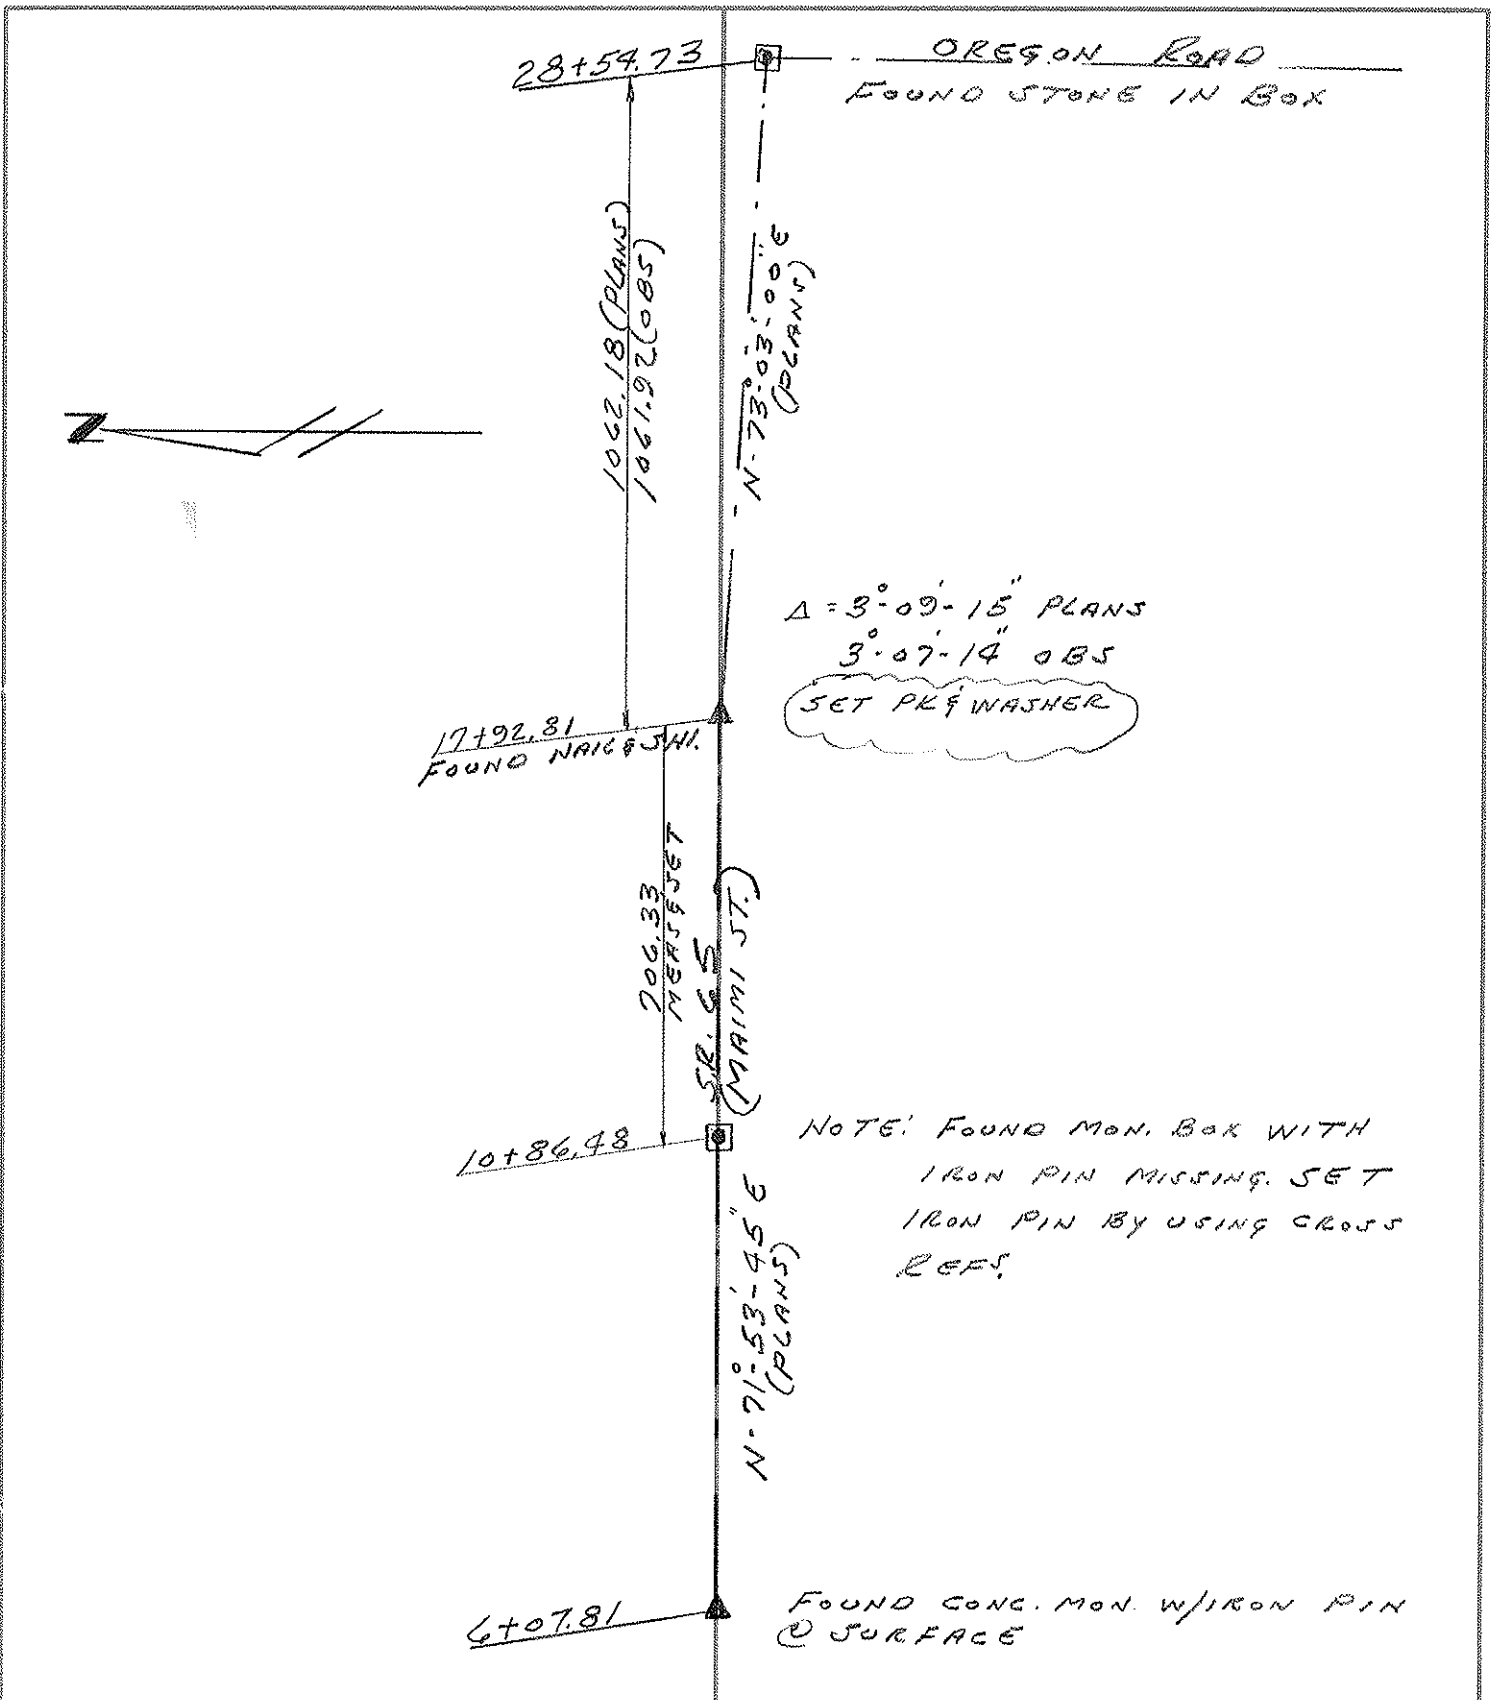 28+54.73
OREGON ROAD
FOUND STONE IN BOX
1062.18 (PLANS)
1061.92 (OBS)
N-73°-03'-00" E
(PLANS)
N
Δ = 3°-09'-15" PLANS
3°-07'-14" OBS
SET PK & WASHER
17+92.81
FOUND NAIL & SHI.
706.33
MEAS & SET
S.R. 65
(MAIMI ST.)
10+86.48
NOTE: FOUND MON. BOX WITH
IRON PIN MISSING. SET
IRON PIN BY USING CROSS
REFS.
N-71°-53'-45" E
(PLANS)
6+07.81
FOUND CONC. MON. W/IRON PIN
@ SURFACE